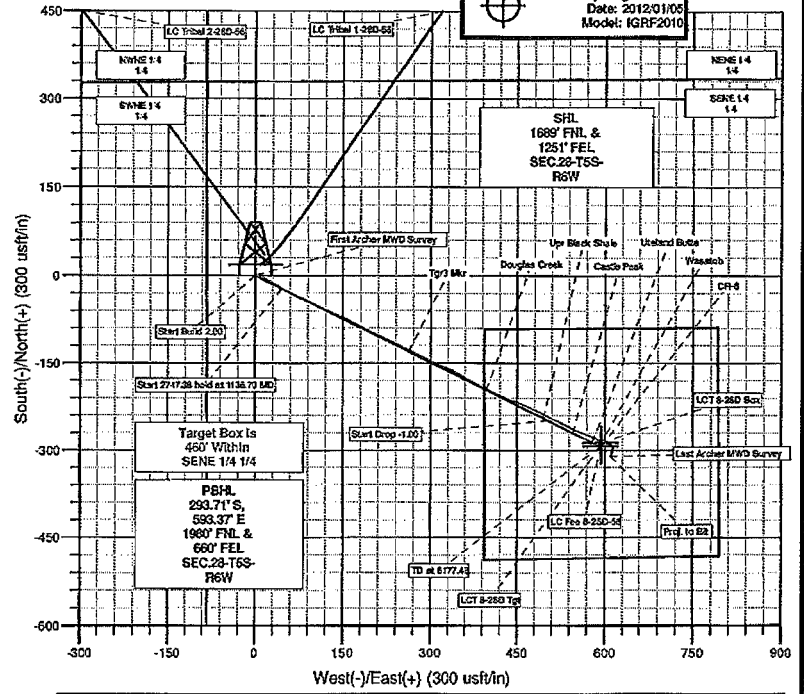 Date: 2012/01/05
Model: IGRF2010
450
300
150
0
-150
-300
-450
-600
South(-)/North(+) (300 usft/in)
LC Tribal 2-28D-56
LC Tribal 1-28D-56
NWNE 1/4
1/4
NENE 1/4
1/4
SWNE 1/4
1/4
SENE 1/4
1/4
SHL
1689' FNL &
1251' FEL
SEC.28-T5S-
R6W
First Archer MWD Survey
Tgr3 Mkr
Douglas Creek
Upr Black Shale
Castle Peak
Uteland Butte
Wasatch
CR-6
Start Build 2.00
Start 2747.38 hold at 1136.73 MD
Start Drop -1.00
LCT 8-28D Box
Last Archer MWD Survey
Target Box is
460' Within
SENE 1/4 1/4
PBHL
293.71' S,
593.37' E
1980' FNL &
660' FEL
SEC.28-T5S-
R6W
LC Fee 8-28D-56
Proj. to Bit
TD at 6177.48
LCT 8-28D Tgt
-300
-150
0
150
300
450
600
750
900
West(-)/East(+) (300 usft/in)